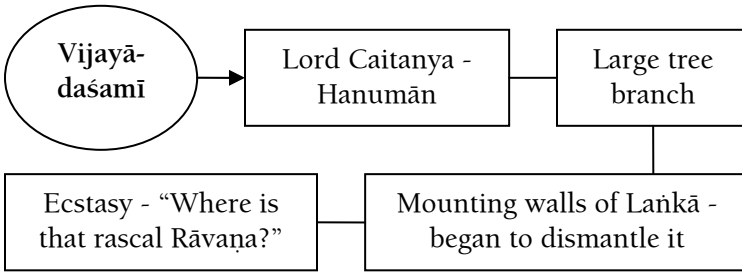 Vijayā-
daśamī
Lord Caitanya -
Hanumān
Large tree
branch
Mounting walls of Laṅkā -
began to dismantle it
Ecstasy - “Where is
that rascal Rāvaṇa?”